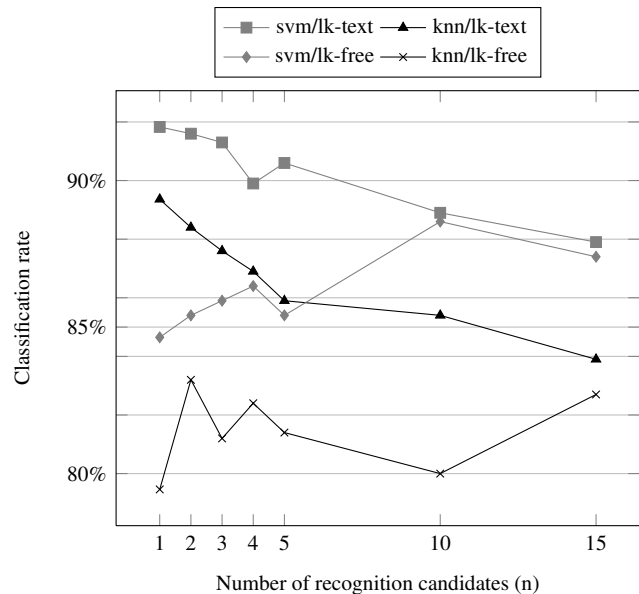 svm/lk-text knn/lk-text
svm/lk-free knn/lk-free
90%
85%
80%
Classification rate
1 2 3 4 5 10 15
Number of recognition candidates (n)